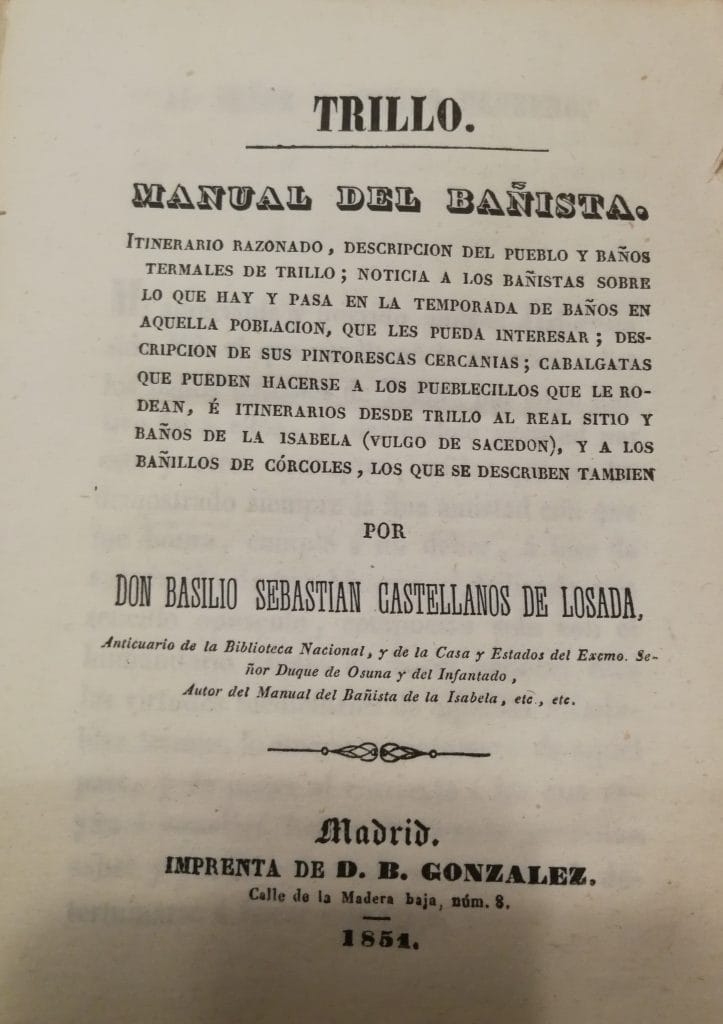 TRILLO.
MANUAL DEL BAÑISTA.
ITINERARIO RAZONADO, DESCRIPCION DEL PUEBLO Y BAÑOS
TERMALES DE TRILLO; NOTICIA A LOS BAÑISTAS SOBRE
LO QUE HAY Y PASA EN LA TEMPORADA DE BAÑOS EN
AQUELLA POBLACION, QUE LES PUEDA INTERESAR; DES-
CRIPCION DE SUS PINTORESCAS CERCANIAS; CABALGATAS
QUE PUEDEN HACERSE A LOS PUEBLECILLOS QUE LE RO-
DEAN, É ITINERARIOS DESDE TRILLO AL REAL SITIO Y
BAÑOS DE LA ISABELA (VULGO DE SACEDON), Y A LOS
BAÑILLOS DE CÓRCOLES, LOS QUE SE DESCRIBEN TAMBIEN
POR
DON BASILIO SEBASTIAN CASTELLANOS DE LOSADA,
Anticuario de la Biblioteca Nacional, y de la Casa y Estados del Excmo. Se-
ñor Duque de Osuna y del Infantado,
Autor del Manual del Bañista de la Isabela, etc., etc.
Madrid.
IMPRENTA DE D. B. GONZALEZ.
Calle de la Madera baja, núm. 8.
1851.